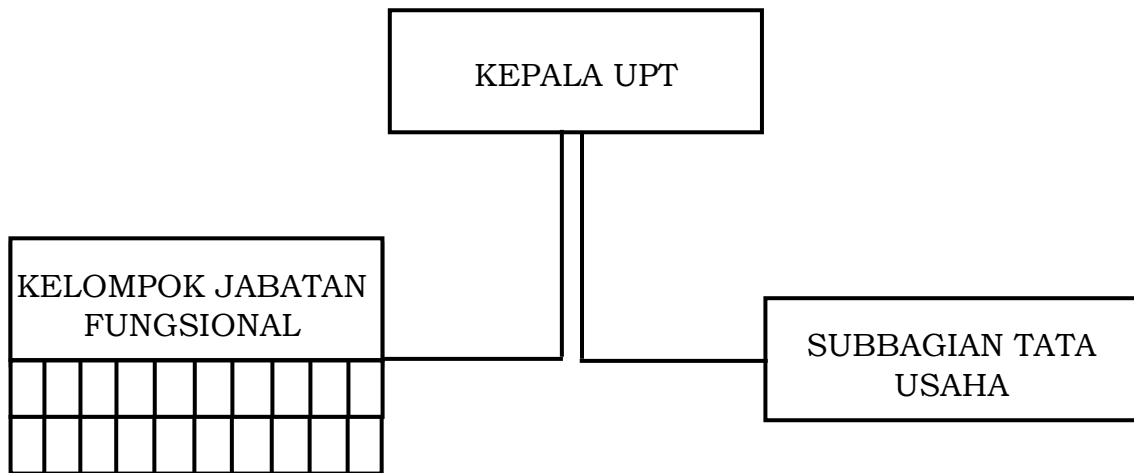 KEPALA UPT
KELOMPOK JABATAN
FUNGSIONAL
SUBBAGIAN TATA
USAHA